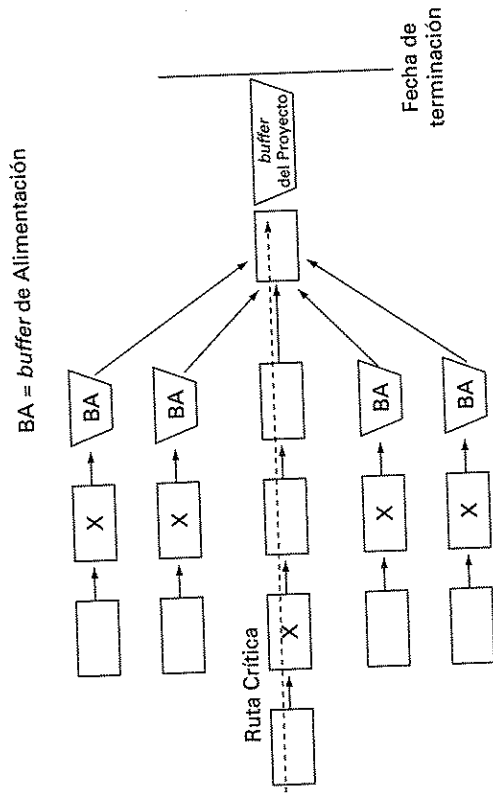 BA = buffer de Alimentación
X
BA
X
BA
Ruta Crítica
X
buffer
del Proyecto
X
BA
X
BA
Fecha de
terminación